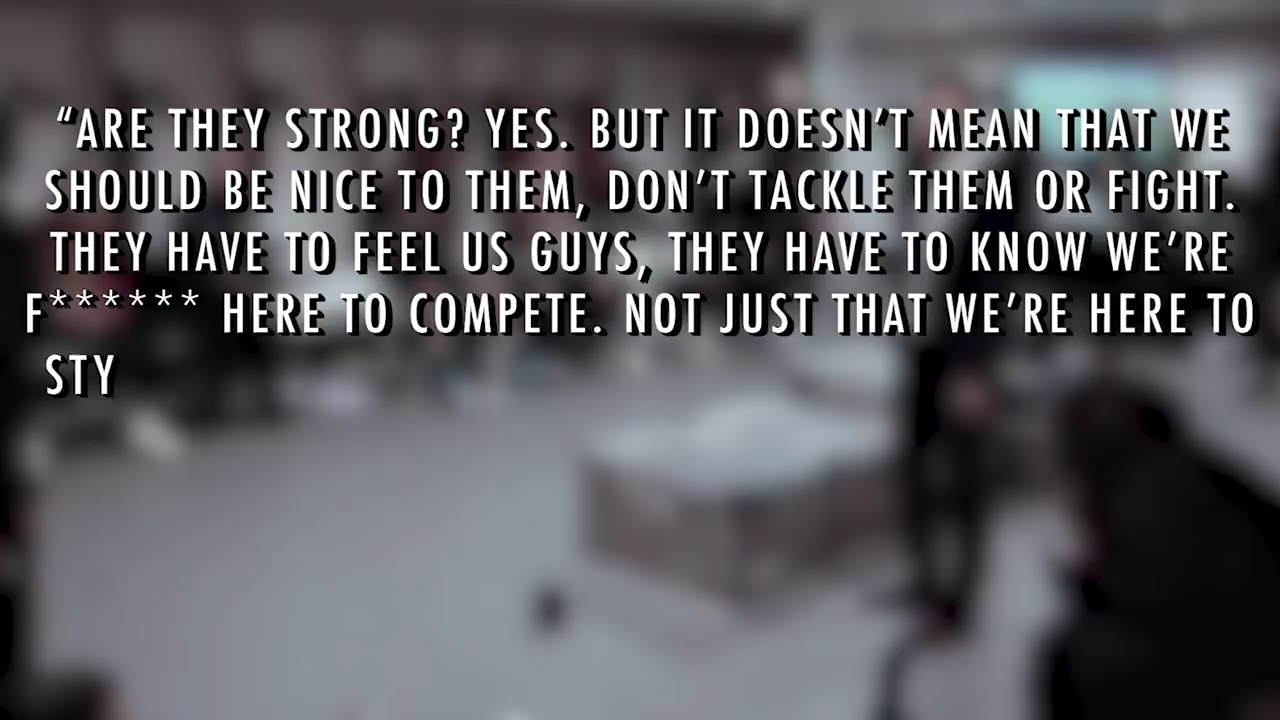 “ARE THEY STRONG? YES. BUT IT DOESN’T MEAN THAT WE
SHOULD BE NICE TO THEM, DON’T TACKLE THEM OR FIGHT.
THEY HAVE TO FEEL US GUYS, THEY HAVE TO KNOW WE’RE
F****** HERE TO COMPETE. NOT JUST THAT WE’RE HERE TO
STY